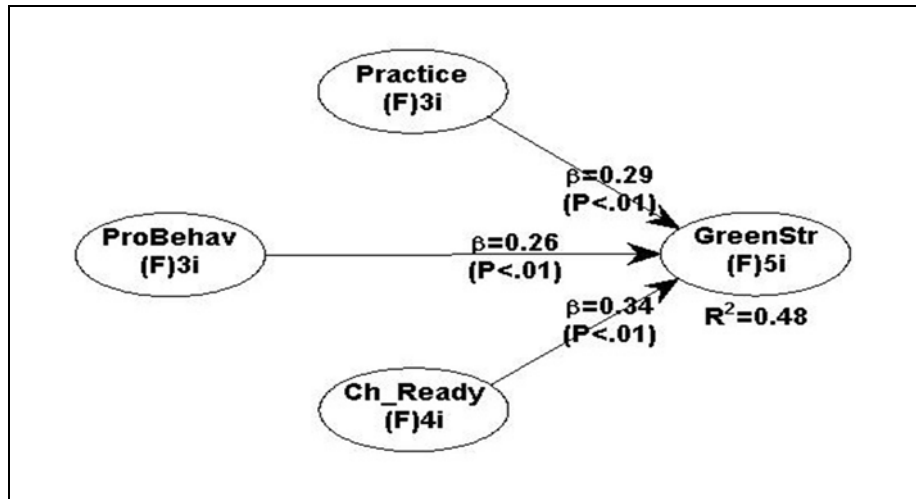 Practice
(F)3i
β=0.29
(P<.01)
ProBehav
(F)3i
β=0.26
(P<.01)
GreenStr
(F)5i
R²=0.48
β=0.34
(P<.01)
Ch_Ready
(F)4i